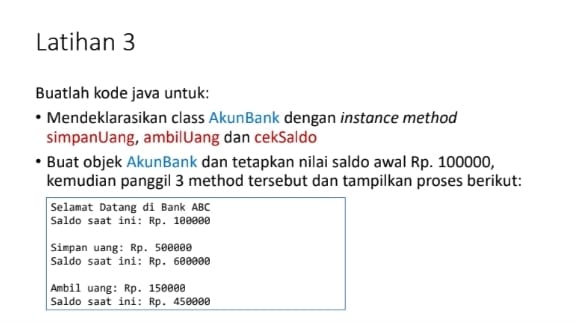 Latihan 3
Buatlah kode java untuk:
• Mendeklarasikan class AkunBank dengan instance method
simpanUang, ambilUang dan cekSaldo
• Buat objek AkunBank dan tetapkan nilai saldo awal Rp. 100000,
kemudian panggil 3 method tersebut dan tampilkan proses berikut:
Selamat Datang di Bank ABC
Saldo saat ini: Rp. 100000
Simpan uang: Rp. 500000
Saldo saat ini: Rp. 600000
Ambil uang: Rp. 150000
Saldo saat ini: Rp. 450000